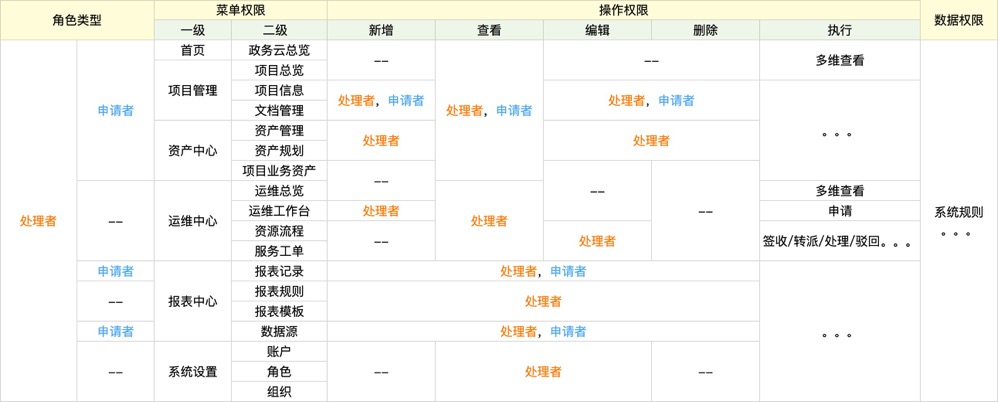 角色类型 菜单权限 操作权限 数据权限
一级 二级 新增 查看 编辑 删除 执行
首页 政务云总览 -- -- 多维查看
项目总览
申请者 项目管理 项目信息 处理者，申请者 处理者，申请者 处理者，申请者
文档管理
资产管理 处理者 处理者 。。。
资产中心 资产规划
项目业务资产 --
运维总览 -- 多维查看
处理者 -- 运维中心 运维工作台 处理者 处理者 -- 申请 系统规则
资源流程 -- 处理者 签收/转派/处理/驳回。。。 。。。
服务工单
申请者 报表记录 处理者，申请者
-- 报表中心 报表规则 处理者
报表模板
申请者 数据源 处理者，申请者 。。。
账户
-- 系统设置 角色 -- 处理者 --
组织